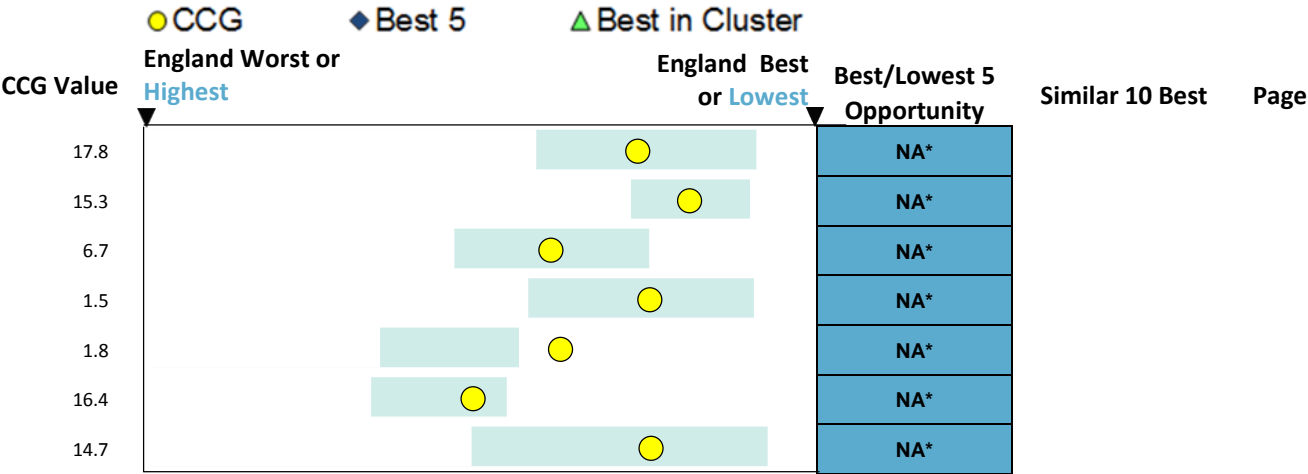 CCG Best 5 Best in Cluster
CCG Value
England Worst or
Highest
England Best
or Lowest
Best/Lowest 5
Opportunity
Similar 10 Best
Page
17.8 NA*
15.3 NA*
6.7 NA*
1.5 NA*
1.8 NA*
16.4 NA*
14.7 NA*